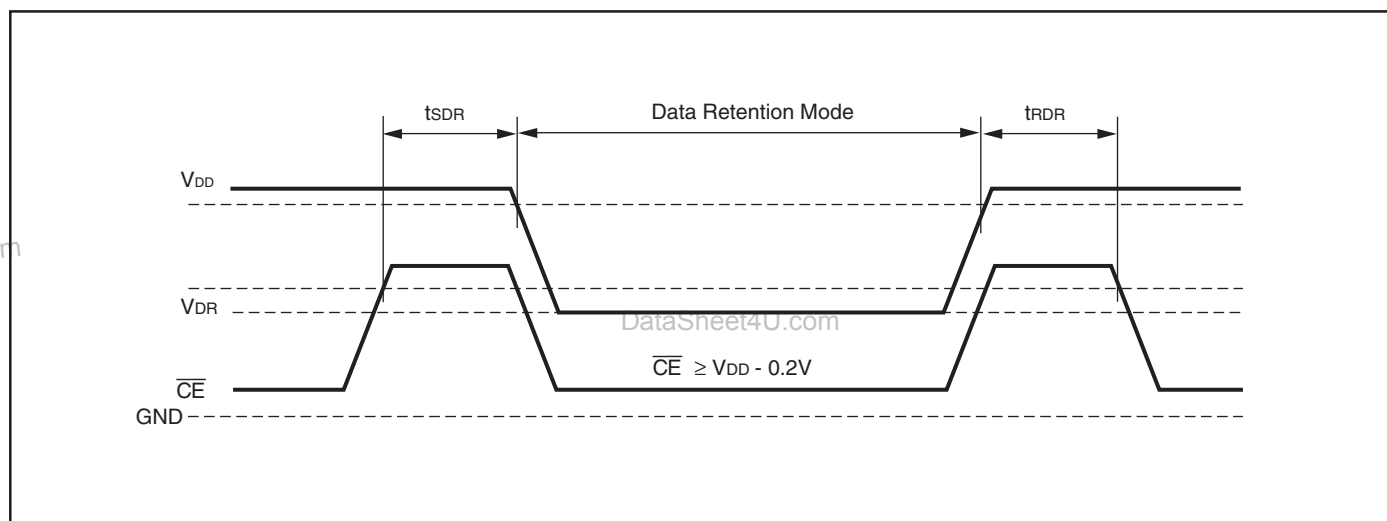 tSDR
Data Retention Mode
tRDR
VDD
m
VDR
DataSheet4U.com
CE ≥ VDD - 0.2V
CE
GND